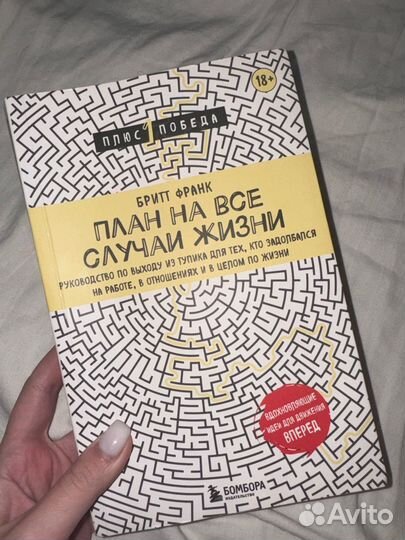 18+
ПЛЮС 1 ПОБЕДА
БРИТТ ФРАНК
ПЛАН НА ВСЕ
СЛУЧАИ ЖИЗНИ
РУКОВОДСТВО ПО ВЫХОДУ ИЗ ТУПИКА ДЛЯ ТЕХ, КТО ЗАДОЛБАЛСЯ
НА РАБОТЕ, В ОТНОШЕНИЯХ И В ЦЕЛОМ ПО ЖИЗНИ
ВДОХНОВЛЯЮЩИЕ
ИДЕИ ДЛЯ ДВИЖЕНИЯ
ВПЕРЕД
БОМБОРА
ИЗДАТЕЛЬСТВО
Avito